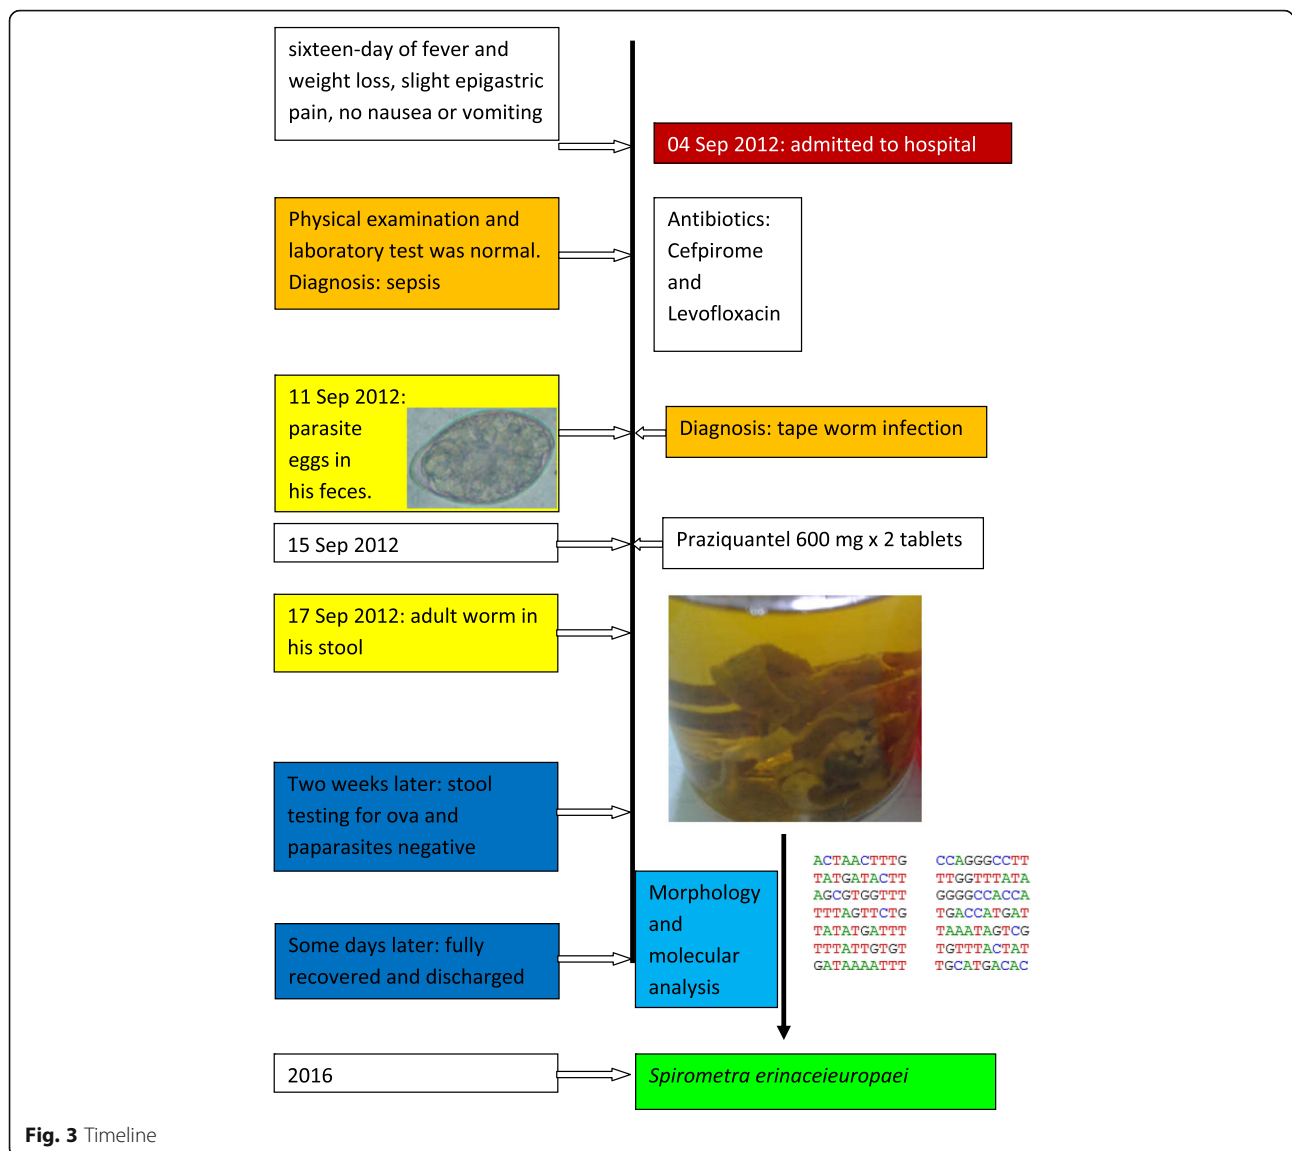 sixteen-day of fever and
weight loss, slight epigastric
pain, no nausea or vomiting
04 Sep 2012: admitted to hospital
Physical examination and
laboratory test was normal.
Diagnosis: sepsis
Antibiotics:
Cefpirome
and
Levofloxacin
11 Sep 2012:
parasite
eggs in
his feces.
Diagnosis: tape worm infection
15 Sep 2012
Praziquantel 600 mg x 2 tablets
17 Sep 2012: adult worm in
his stool
Two weeks later: stool
testing for ova and
paparasites negative
Morphology
and
molecular
analysis
ACTAACTTTG CCAGGGCCTT
TATGATACTT TTGGTTTATA
AGCGTGGTTT GGGGCCACCA
TTTAGTTCTG TGACCATGAT
TATATGATTT TAAATAGTCG
TTTATTGTGT TGTTTACTAT
GATAAAATTT TGCATGACAC
Some days later: fully
recovered and discharged
2016
Spirometra erinaceieuropaei
Fig. 3 Timeline